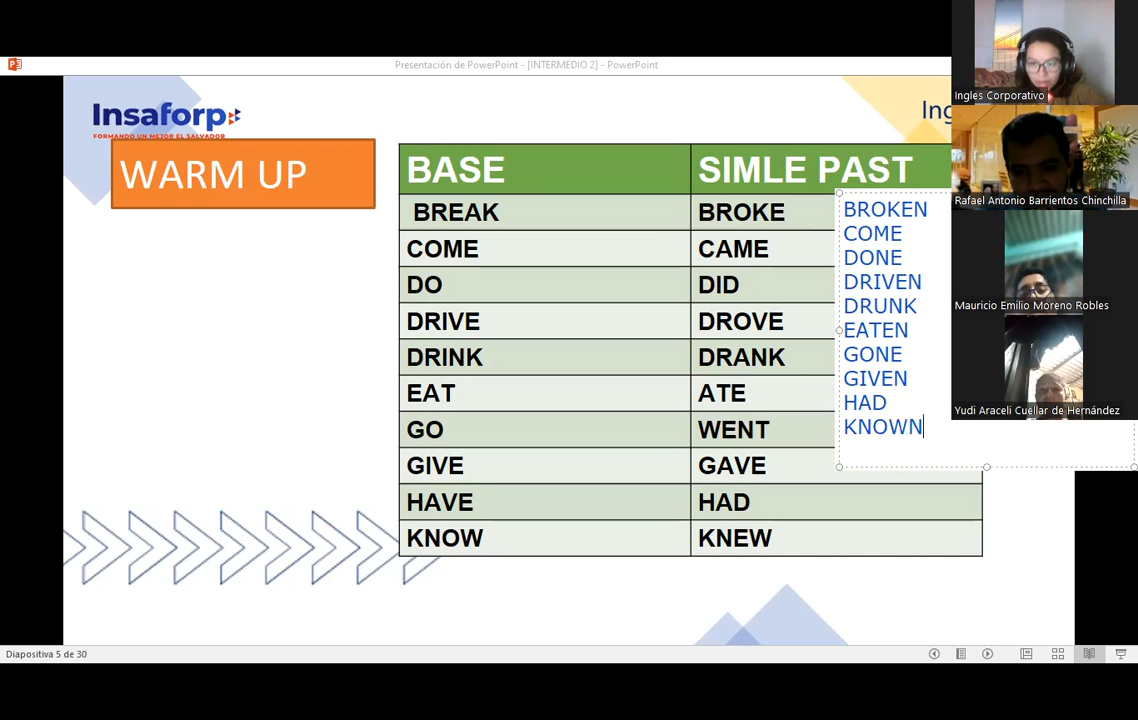 Presentación de PowerPoint - [INTERMEDIO 2] - PowerPoint
Insaforp
FORMANDO UN MEJOR EL SALVADOR
Ing
WARM UP
BASE SIMLE PAST
BREAK BROKE
COME CAME
DO DID
DRIVE DROVE
DRINK DRANK
EAT ATE
GO WENT
GIVE GAVE
HAVE HAD
KNOW KNEW
BROKEN
COME
DONE
DRIVEN
DRUNK
EATEN
GONE
GIVEN
HAD
KNOWN
Ingles Corporativo
Rafael Antonio Barrientos Chinchilla
Mauricio Emilio Moreno Robles
Yudi Araceli Cuellar de Hernández
Diapositiva 5 de 30